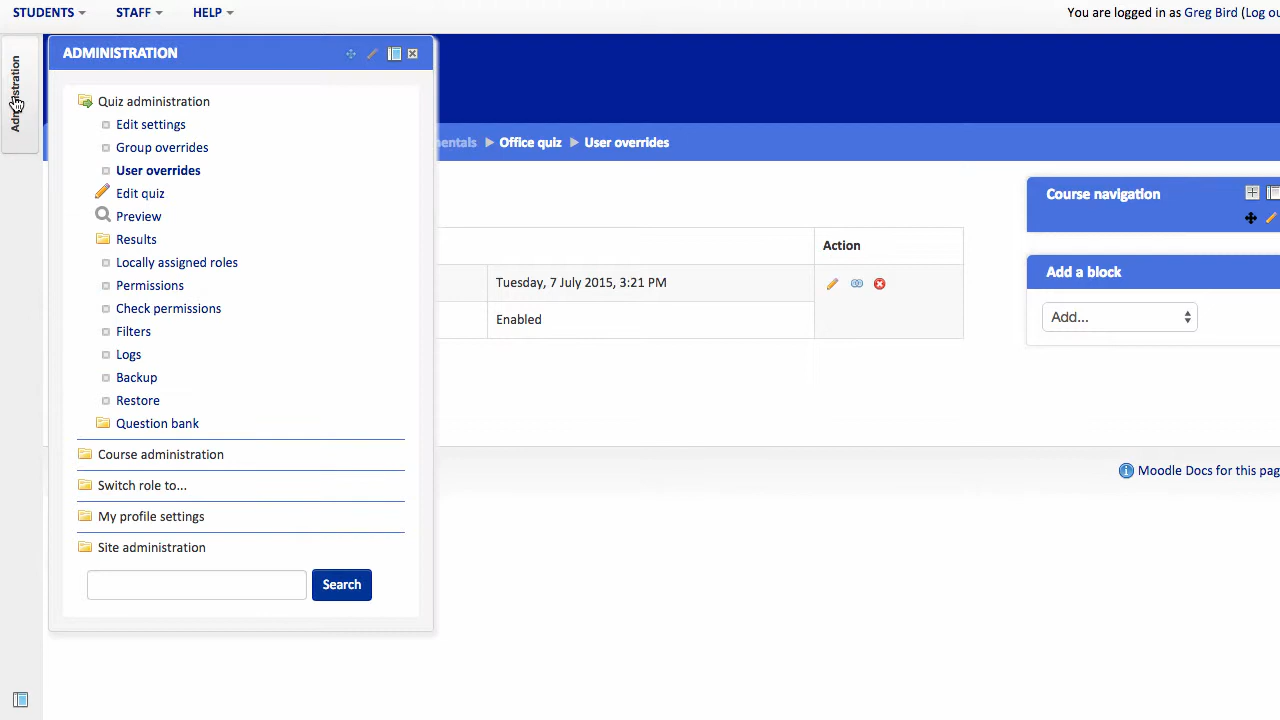 STUDENTS STAFF HELP You are logged in as Greg Bird (Log ou
Administration
ADMINISTRATION
Quiz administration
Edit settings
Group overrides
User overrides
Edit quiz
Preview
Results
Locally assigned roles
Permissions
Check permissions
Filters
Logs
Backup
Restore
Question bank
Course administration
Switch role to...
My profile settings
Site administration
Search
entals Office quiz User overrides
Action
Tuesday, 7 July 2015, 3:21 PM
Enabled
Course navigation
Add a block
Add...
Moodle Docs for this pag